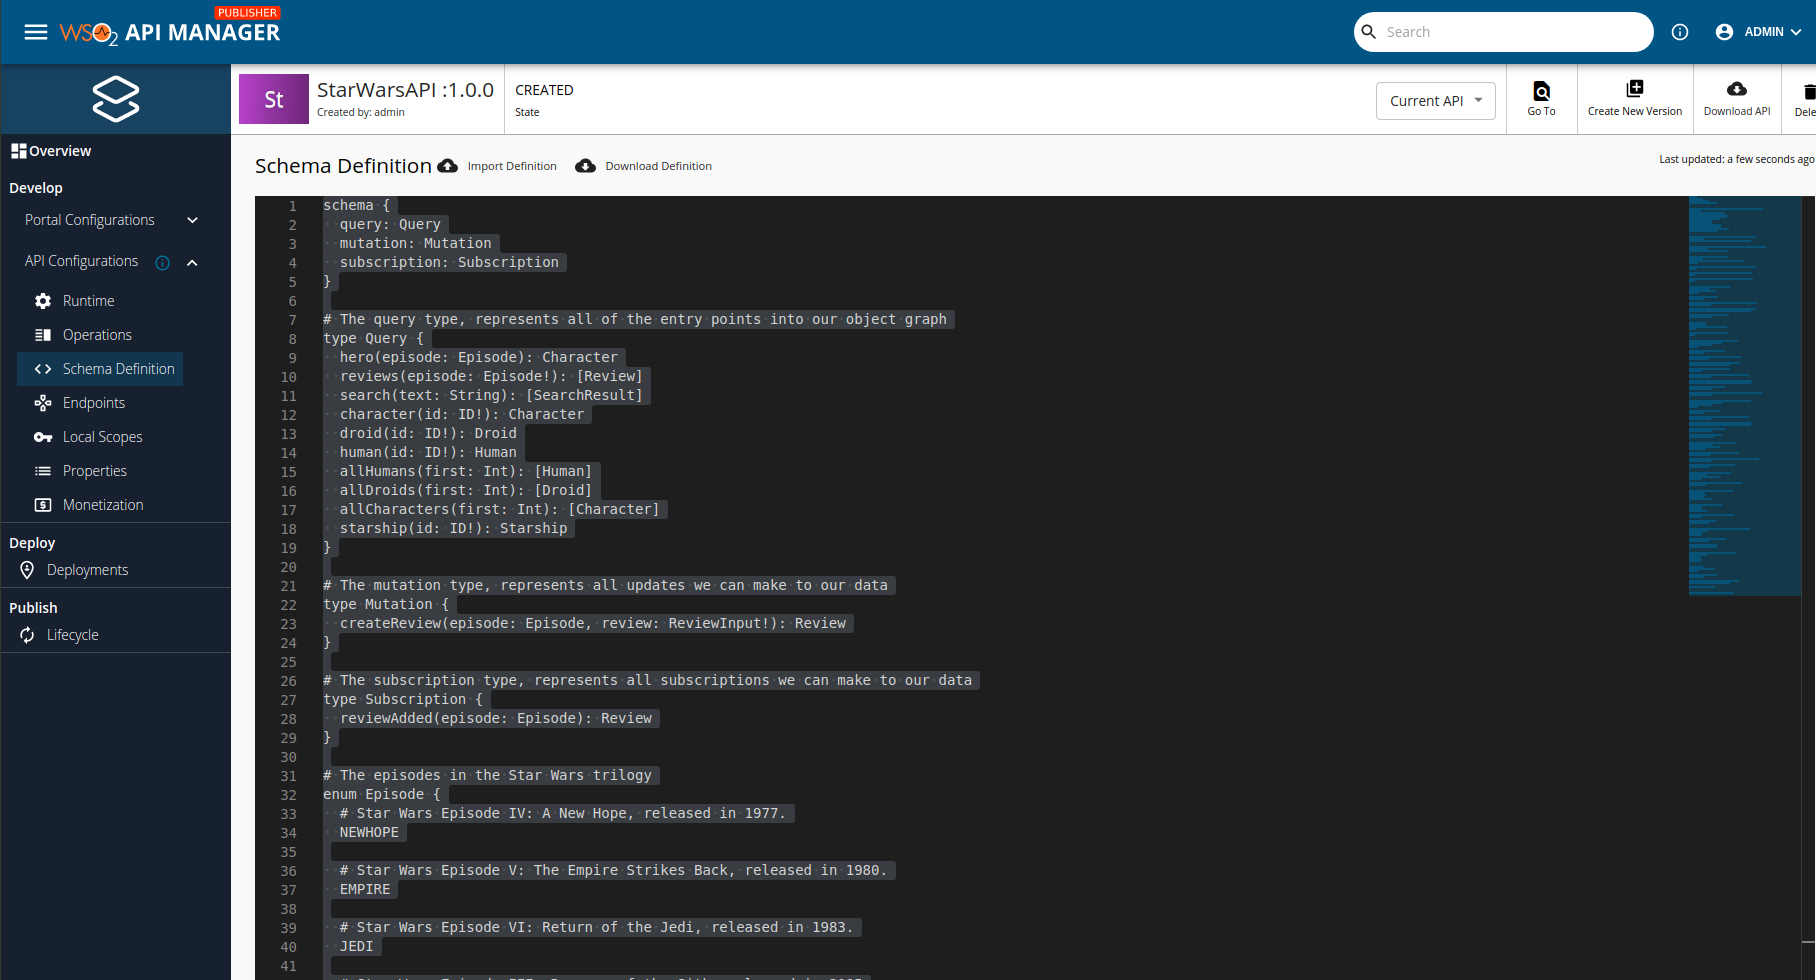 PUBLISHER
WSO2 API MANAGER
Search
ADMIN
St
StarWarsAPI :1.0.0
Created by: admin
CREATED
State
Current API
Go To
Create New Version
Download API
Dele
Overview
Develop
Portal Configurations
API Configurations
Runtime
Operations
Schema Definition
Endpoints
Local Scopes
Properties
Monetization
Deploy
Deployments
Publish
Lifecycle
Schema Definition
Import Definition
Download Definition
Last updated: a few seconds ago
1 schema {
2   query: Query
3   mutation: Mutation
4   subscription: Subscription
5 }
6
7 # The query type, represents all of the entry points into our object graph
8 type Query {
9   hero(episode: Episode): Character
10   reviews(episode: Episode!): [Review]
11   search(text: String): [SearchResult]
12   character(id: ID!): Character
13   droid(id: ID!): Droid
14   human(id: ID!): Human
15   allHumans(first: Int): [Human]
16   allDroids(first: Int): [Droid]
17   allCharacters(first: Int): [Character]
18   starship(id: ID!): Starship
19 }
20
21 # The mutation type, represents all updates we can make to our data
22 type Mutation {
23   createReview(episode: Episode, review: ReviewInput!): Review
24 }
25
26 # The subscription type, represents all subscriptions we can make to our data
27 type Subscription {
28   reviewAdded(episode: Episode): Review
29 }
30
31 # The episodes in the Star Wars trilogy
32 enum Episode {
33   # Star Wars Episode IV: A New Hope, released in 1977.
34   NEWHOPE
35
36   # Star Wars Episode V: The Empire Strikes Back, released in 1980.
37   EMPIRE
38
39   # Star Wars Episode VI: Return of the Jedi, released in 1983.
40   JEDI
41